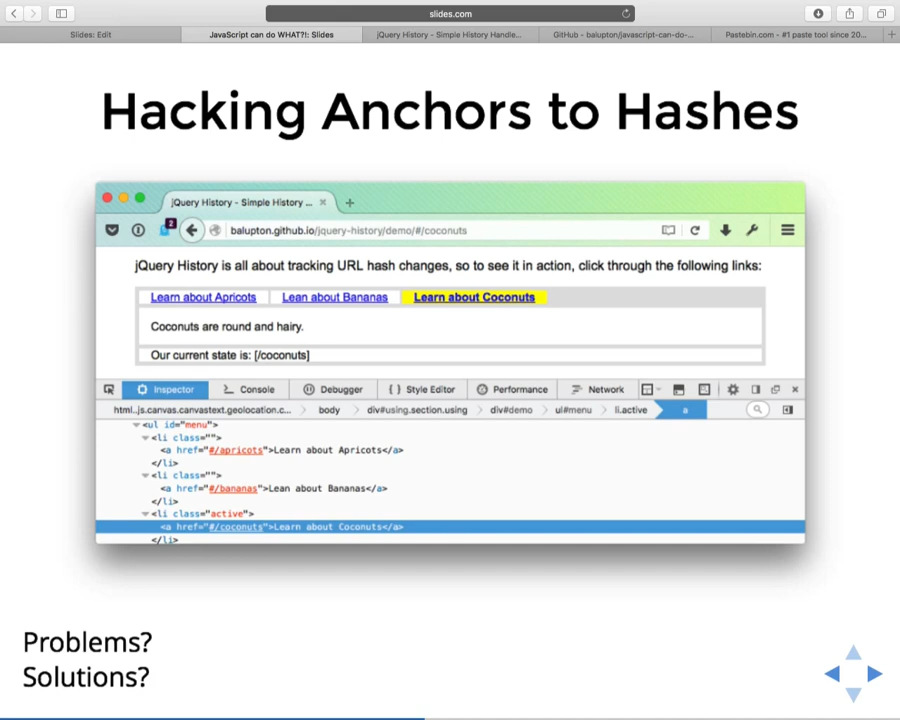 slides.com
Slides: Edit
JavaScript can do WHAT?!: Slides
jQuery History - Simple History Handle...
GitHub - balupton/javascript-can-do-...
Pastebin.com - #1 paste tool since 20...
Hacking Anchors to Hashes
jQuery History - Simple History ...
2
balupton.github.io/jquery-history/demo/#/coconuts
jQuery History is all about tracking URL hash changes, so to see it in action, click through the following links:
Learn about Apricots Lean about Bananas Learn about Coconuts
Coconuts are round and hairy.
Our current state is: [/coconuts]
Inspector Console Debugger { } Style Editor Performance Network
html.js.canvas.canvastext.geolocation.c... body div#using.section.using div#demo ul#menu li.active a
<ul id="menu">
<li class="">
<a href="#/apricots">Learn about Apricots</a>
</li>
<li class="">
<a href="#/bananas">Lean about Bananas</a>
</li>
<li class="active">
<a href="#/coconuts">Learn about Coconuts</a>
</li>
Problems?
Solutions?